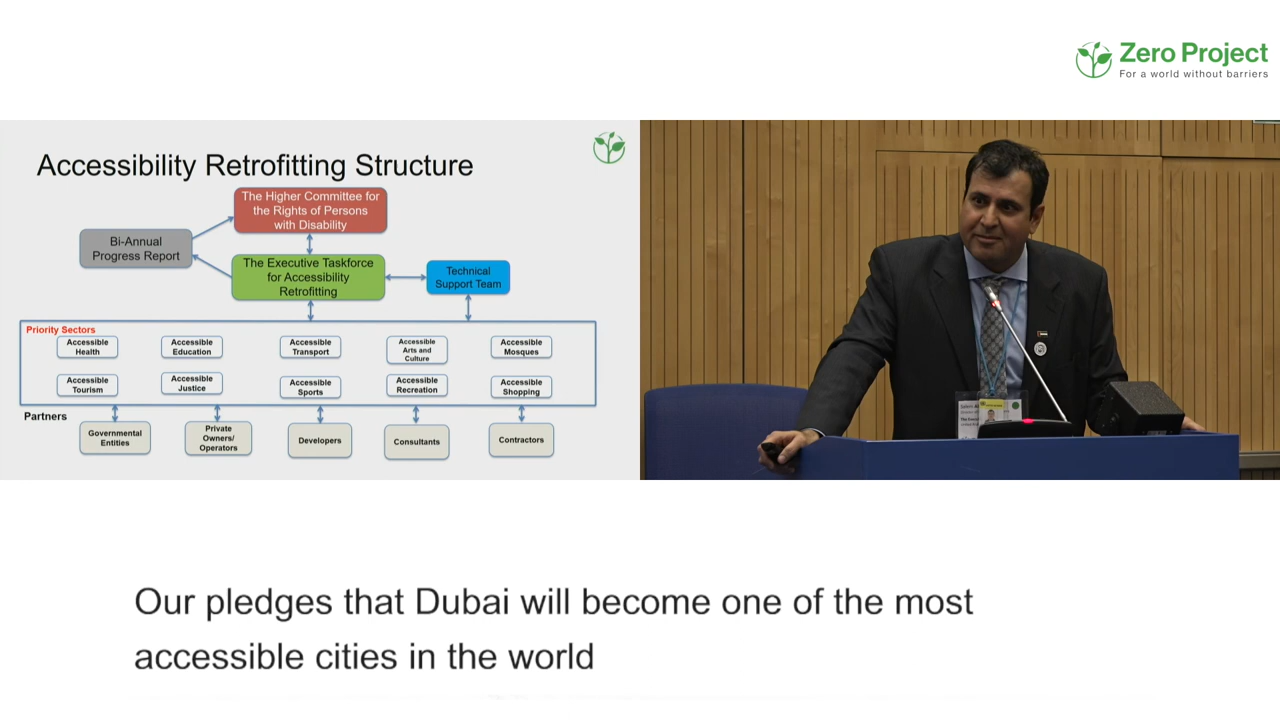 Zero Project
For a world without barriers
Accessibility Retrofitting Structure
The Higher Committee for
the Rights of Persons
with Disability
Bi-Annual
Progress Report
The Executive Taskforce
for Accessibility
Retrofitting
Technical
Support Team
Priority Sectors
Accessible
Health
Accessible
Education
Accessible
Transport
Accessible
Arts and
Culture
Accessible
Mosques
Accessible
Tourism
Accessible
Justice
Accessible
Sports
Accessible
Recreation
Accessible
Shopping
Partners
Governmental
Entities
Private
Owners/
Operators
Developers
Consultants
Contractors
Our pledges that Dubai will become one of the most
accessible cities in the world